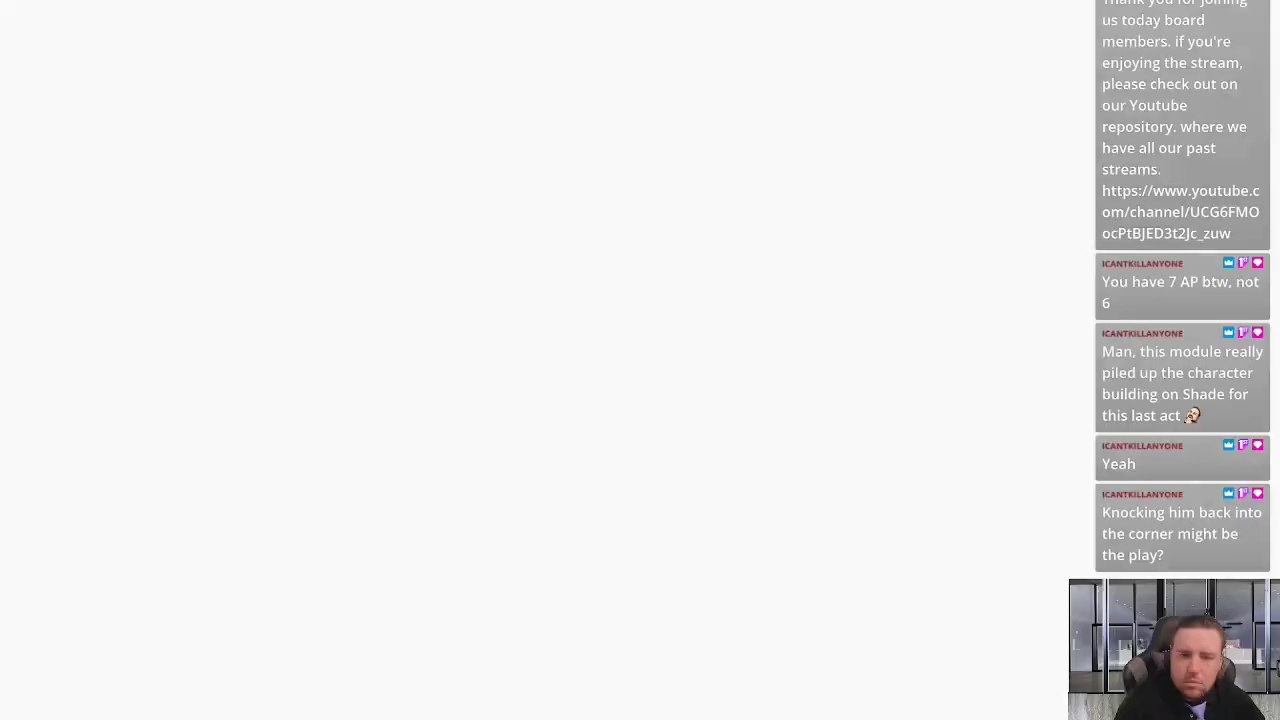 Thank you for joining
us today board
members. if you're
enjoying the stream,
please check out on
our Youtube
repository. where we
have all our past
streams.
https://www.youtube.c
om/channel/UCG6FMO
ocPtBJED3t2Jc_zuw
ICANTKILLANYONE
You have 7 AP btw, not
6
ICANTKILLANYONE
Man, this module really
piled up the character
building on Shade for
this last act
ICANTKILLANYONE
Yeah
ICANTKILLANYONE
Knocking him back into
the corner might be
the play?